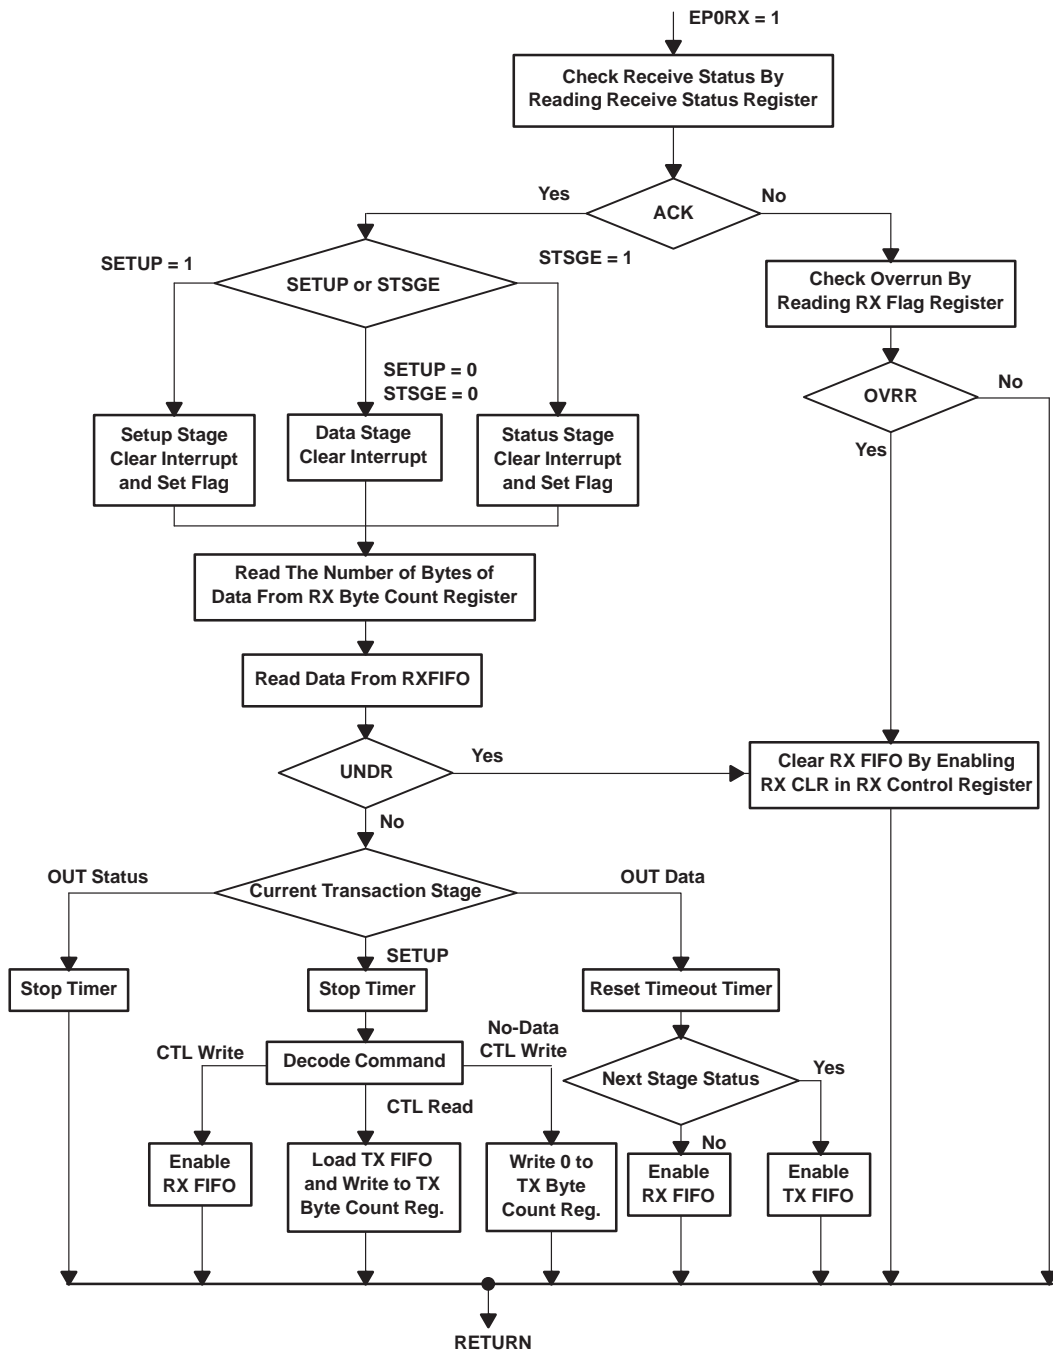 EP0RX = 1
Check Receive Status By
Reading Receive Status Register
Yes
No
ACK
SETUP = 1
STSGE = 1
SETUP or STSGE
Check Overrun By
Reading RX Flag Register
SETUP = 0
STSGE = 0
No
OVRR
Yes
Setup Stage
Clear Interrupt
and Set Flag
Data Stage
Clear Interrupt
Status Stage
Clear Interrupt
and Set Flag
Read The Number of Bytes of
Data From RX Byte Count Register
Read Data From RXFIFO
UNDR
Yes
Clear RX FIFO By Enabling
RX CLR in RX Control Register
No
OUT Status
Current Transaction Stage
OUT Data
SETUP
Stop Timer
Stop Timer
Reset Timeout Timer
CTL Write
Decode Command
No-Data
CTL Write
Next Stage Status
Yes
CTL Read
No
Enable
RX FIFO
Load TX FIFO
and Write to TX
Byte Count Reg.
Write 0 to
TX Byte
Count Reg.
Enable
RX FIFO
Enable
TX FIFO
RETURN